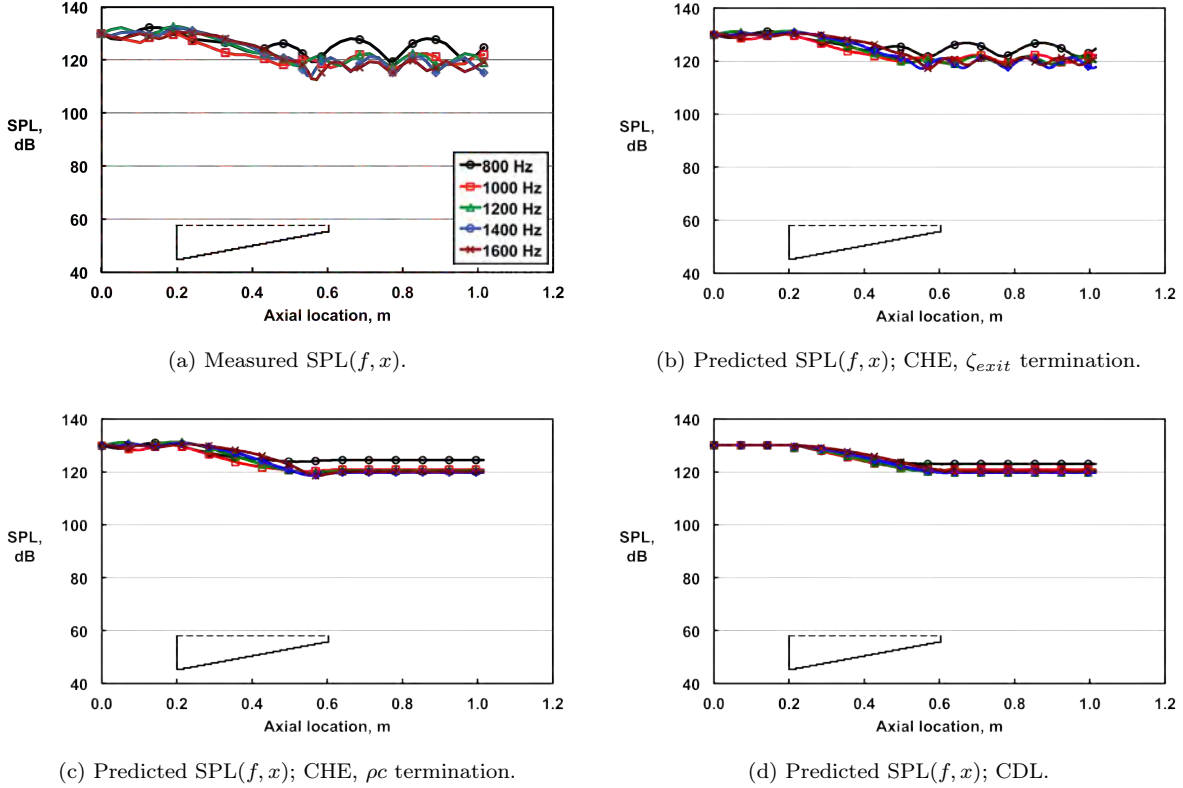 140
120
100
80
60
40
SPL,
dB
800 Hz
1000 Hz
1200 Hz
1400 Hz
1600 Hz
0.0 0.2 0.4 0.6 0.8 1.0 1.2
Axial location, m
(a) Measured SPL(f, x).
140
120
100
80
60
40
SPL,
dB
0.0 0.2 0.4 0.6 0.8 1.0 1.2
Axial location, m
(b) Predicted SPL(f, x); CHE, ζexit termination.
140
120
100
80
60
40
SPL,
dB
0.0 0.2 0.4 0.6 0.8 1.0 1.2
Axial location, m
(c) Predicted SPL(f, x); CHE, ρc termination.
140
120
100
80
60
40
SPL,
dB
0.0 0.2 0.4 0.6 0.8 1.0 1.2
Axial location, m
(d) Predicted SPL(f, x); CDL.